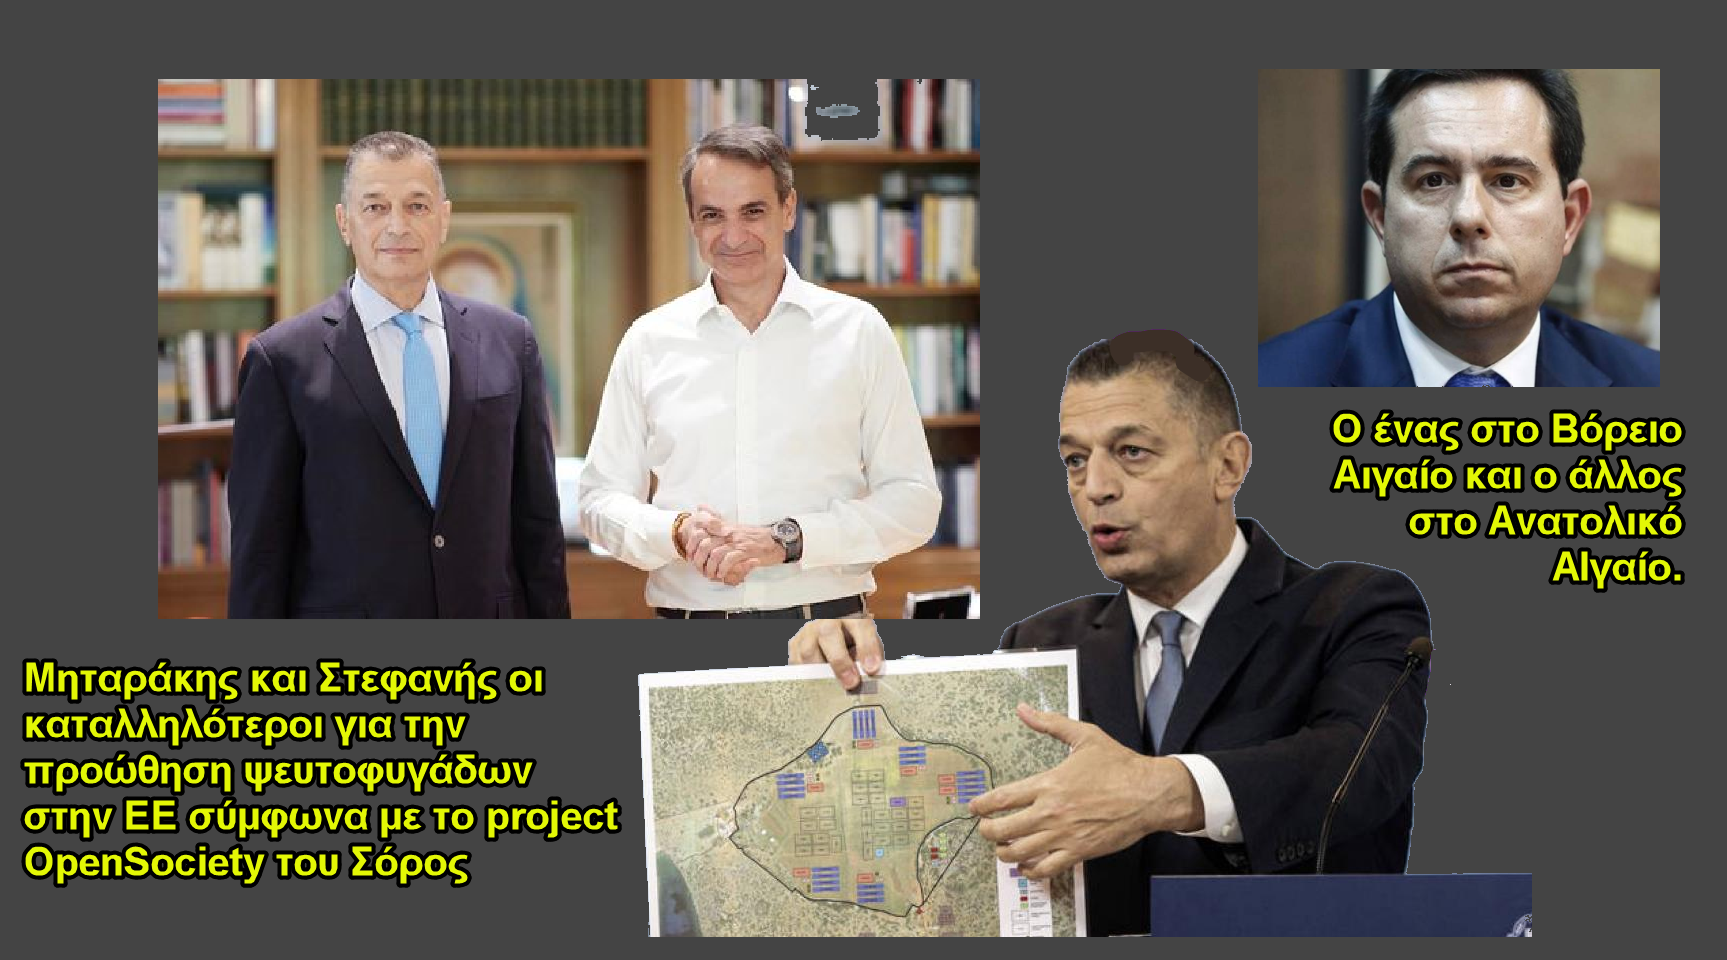 Ο ένας στο Βόρειο
Αιγαίο και ο άλλος
στο Ανατολικό
ΑΙγαίο.
Μηταράκης και Στεφανής οι
καταλληλότεροι για την
προώθηση ψευτοφυγάδων
στην ΕΕ σύμφωνα με το project
OpenSociety του Σόρος